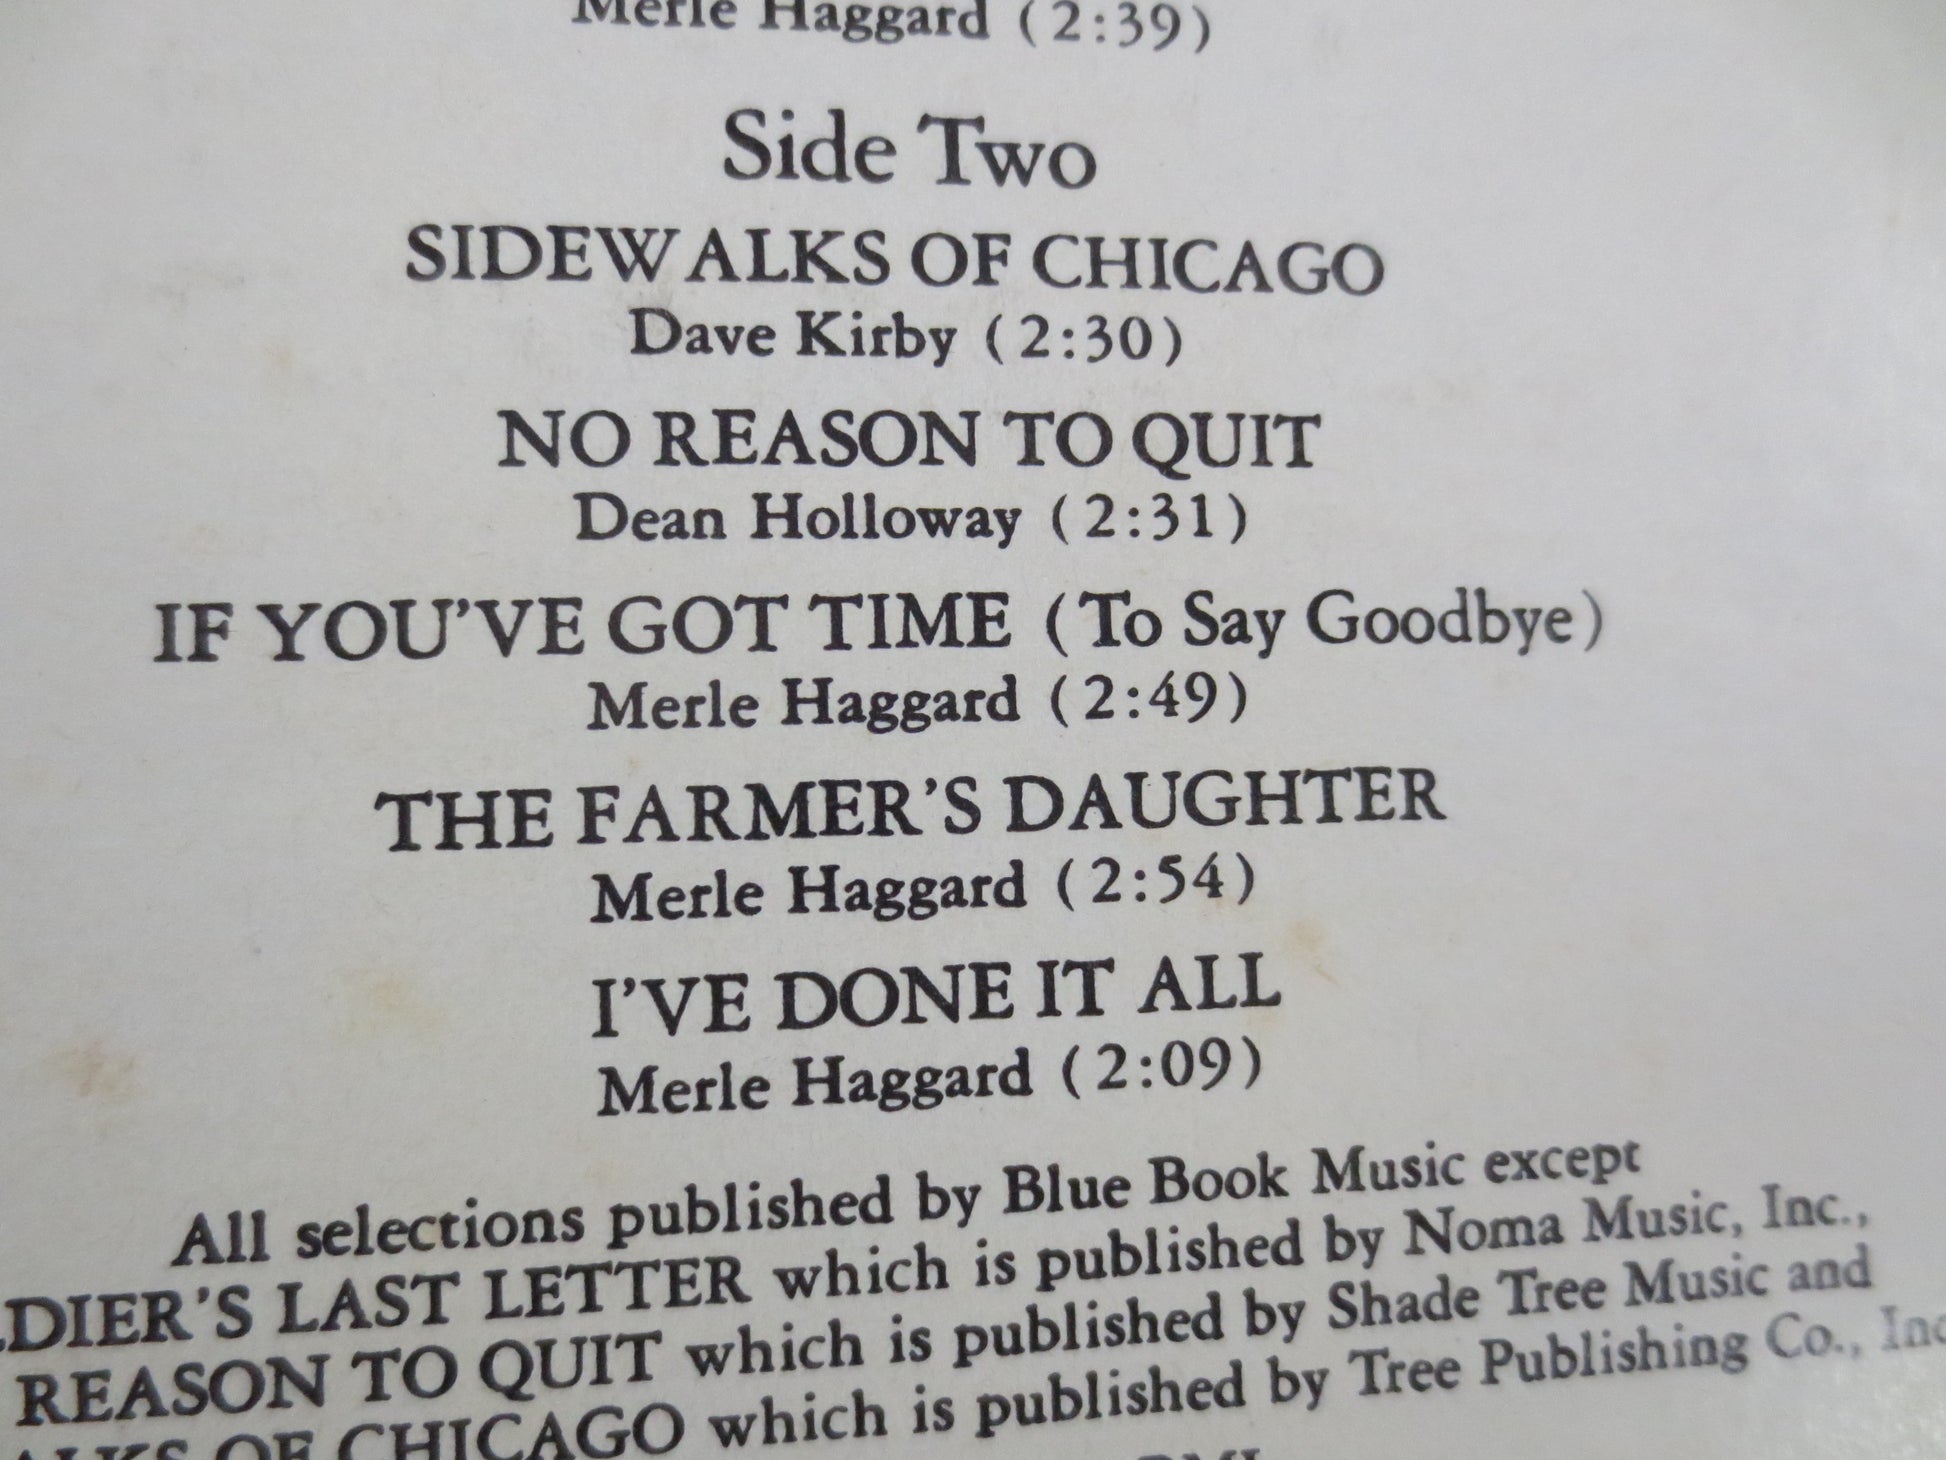 Merle Haggard (2:39)
Side Two
SIDEWALKS OF CHICAGO
Dave Kirby (2:30)
NO REASON TO QUIT
Dean Holloway (2:31)
IF YOU'VE GOT TIME (To Say Goodbye)
Merle Haggard (2:49)
THE FARMER'S DAUGHTER
Merle Haggard (2:54)
I'VE DONE IT ALL
Merle Haggard (2:09)
All selections published by Blue Book Music except
DIER'S LAST LETTER which is published by Noma Music, Inc.,
REASON TO QUIT which is published by Shade Tree Music and
ALKS OF CHICAGO which is published by Tree Publishing Co., Inc